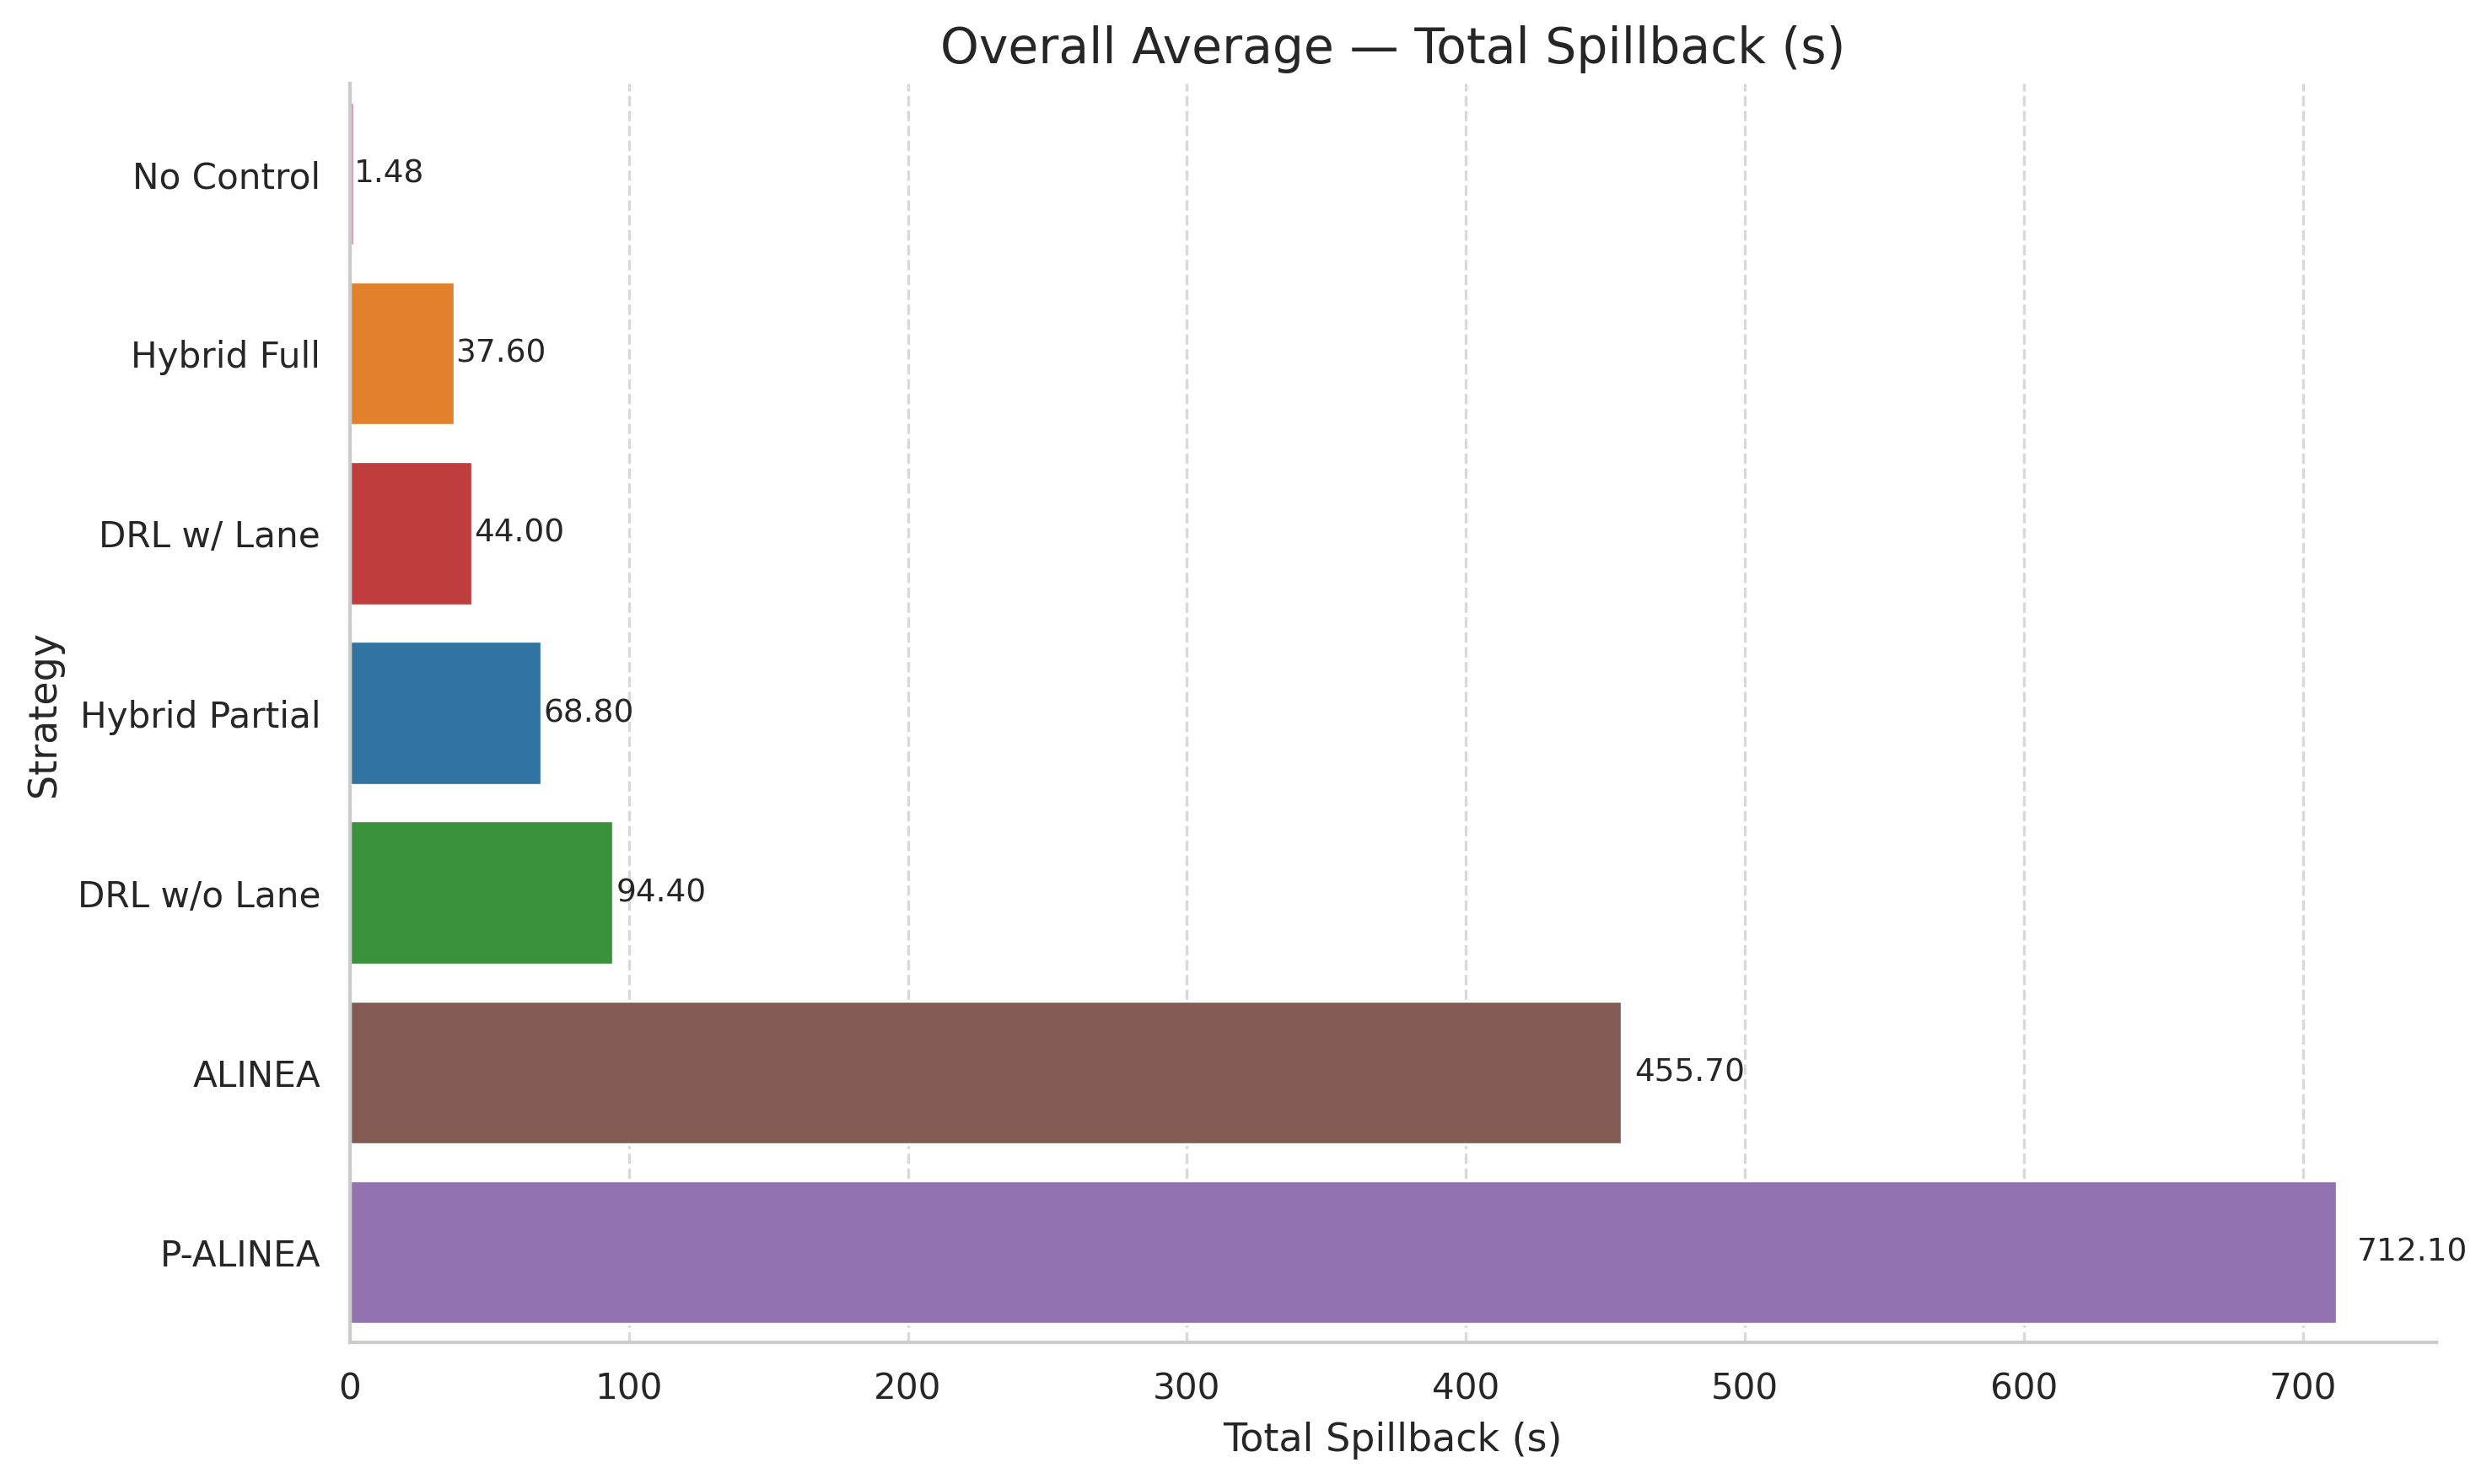 Overall Average — Total Spillback (s)
No Control 1.48
Hybrid Full 37.60
DRL w/ Lane 44.00
Hybrid Partial 68.80
DRL w/o Lane 94.40
ALINEA 455.70
P-ALINEA 712.10
Strategy
0 100 200 300 400 500 600 700
Total Spillback (s)